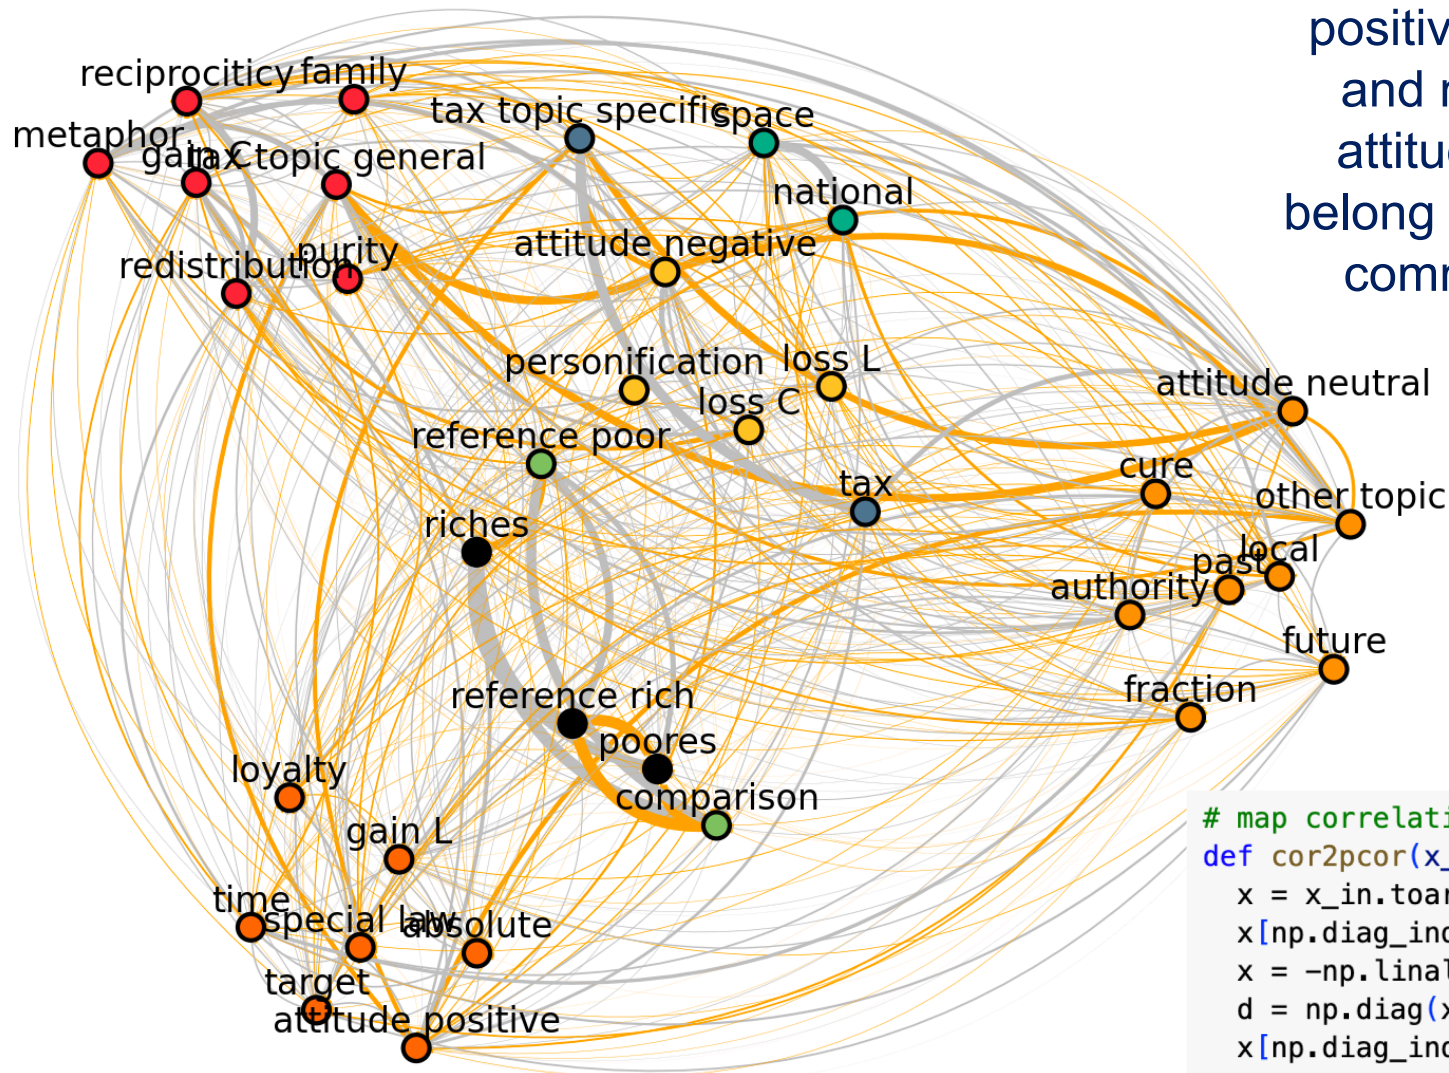 positiv
and
attitu
belong
comm
reciprociticy
family
tax topic specific
space
metaphor
gain C
tax topic general
national
purity
attitude negative
redistribution
personification
loss L
loss C
attitude neutral
reference poor
cure
tax
other topic
riches
local
past
authority
future
reference rich
fraction
poores
loyalty
comparison
gain L
time
special law
absolute
target
attitude positive
# map correlati
def cor2pcor(x_
x = x_in.toar
x[np.diag_ind
x = -np.linal
d = np.diag(x
x[np.diag_ind